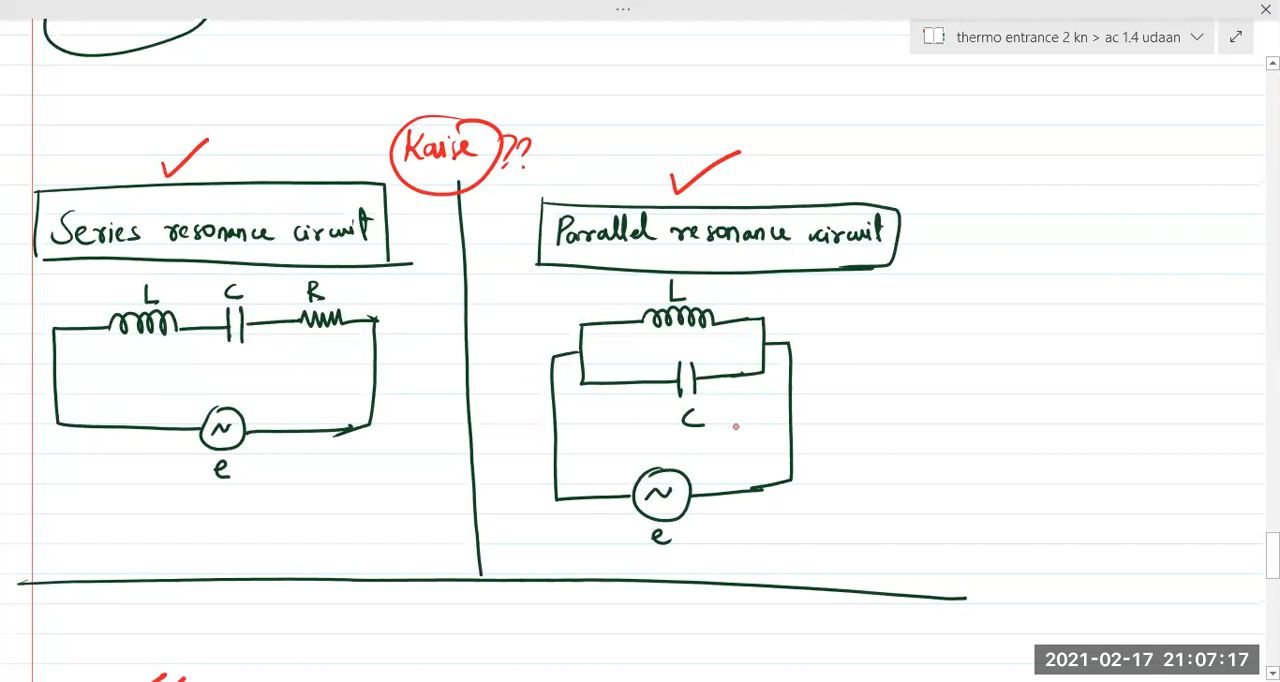 thermo entrance 2 kn > ac 1.4 udaan
Kaise ??
Series resonance circuit
L C R
e
Parallel resonance circuit
L
C
e
2021-02-17 21:07:17